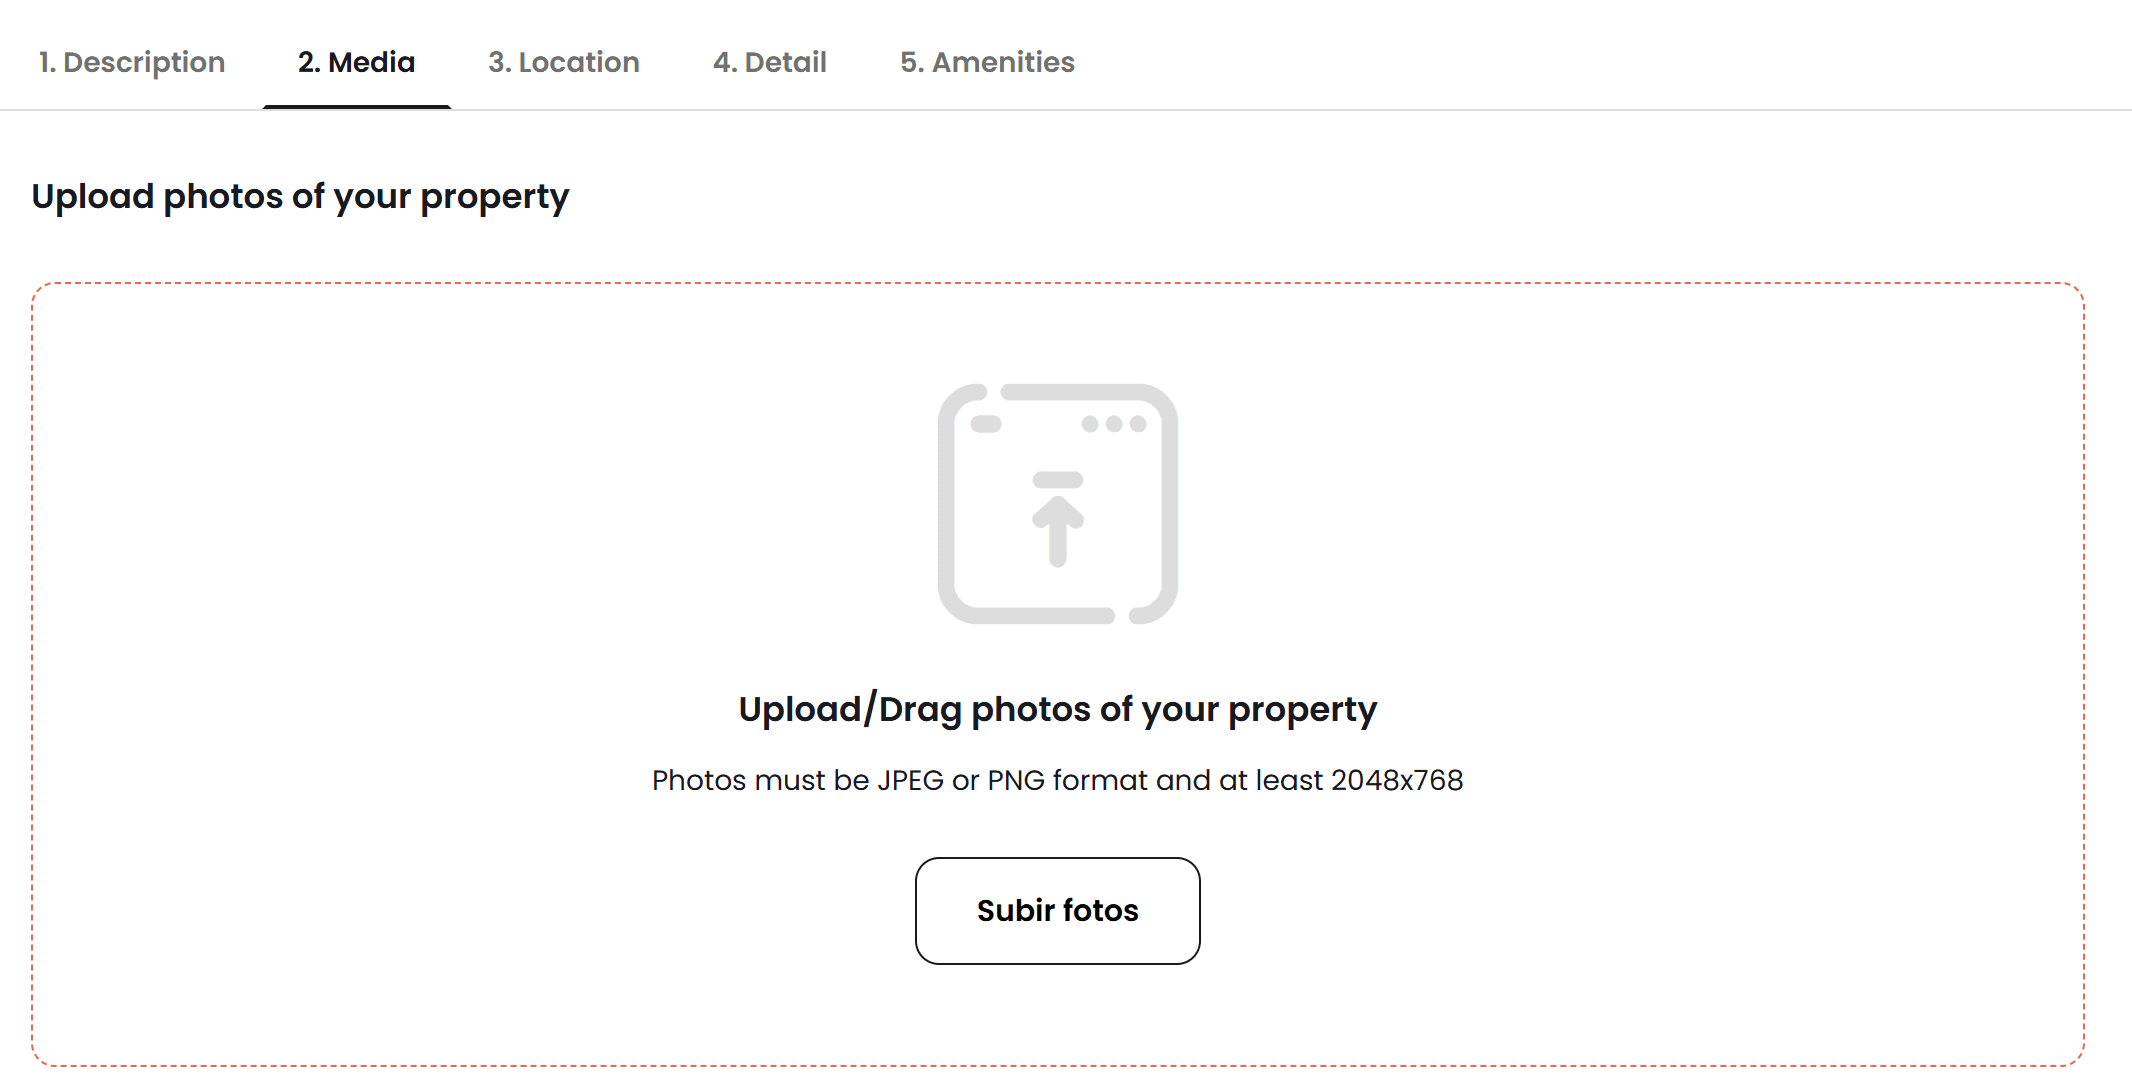 1. Description 2. Media 3. Location 4. Detail 5. Amenities
Upload photos of your property
Upload/Drag photos of your property
Photos must be JPEG or PNG format and at least 2048x768
Subir fotos